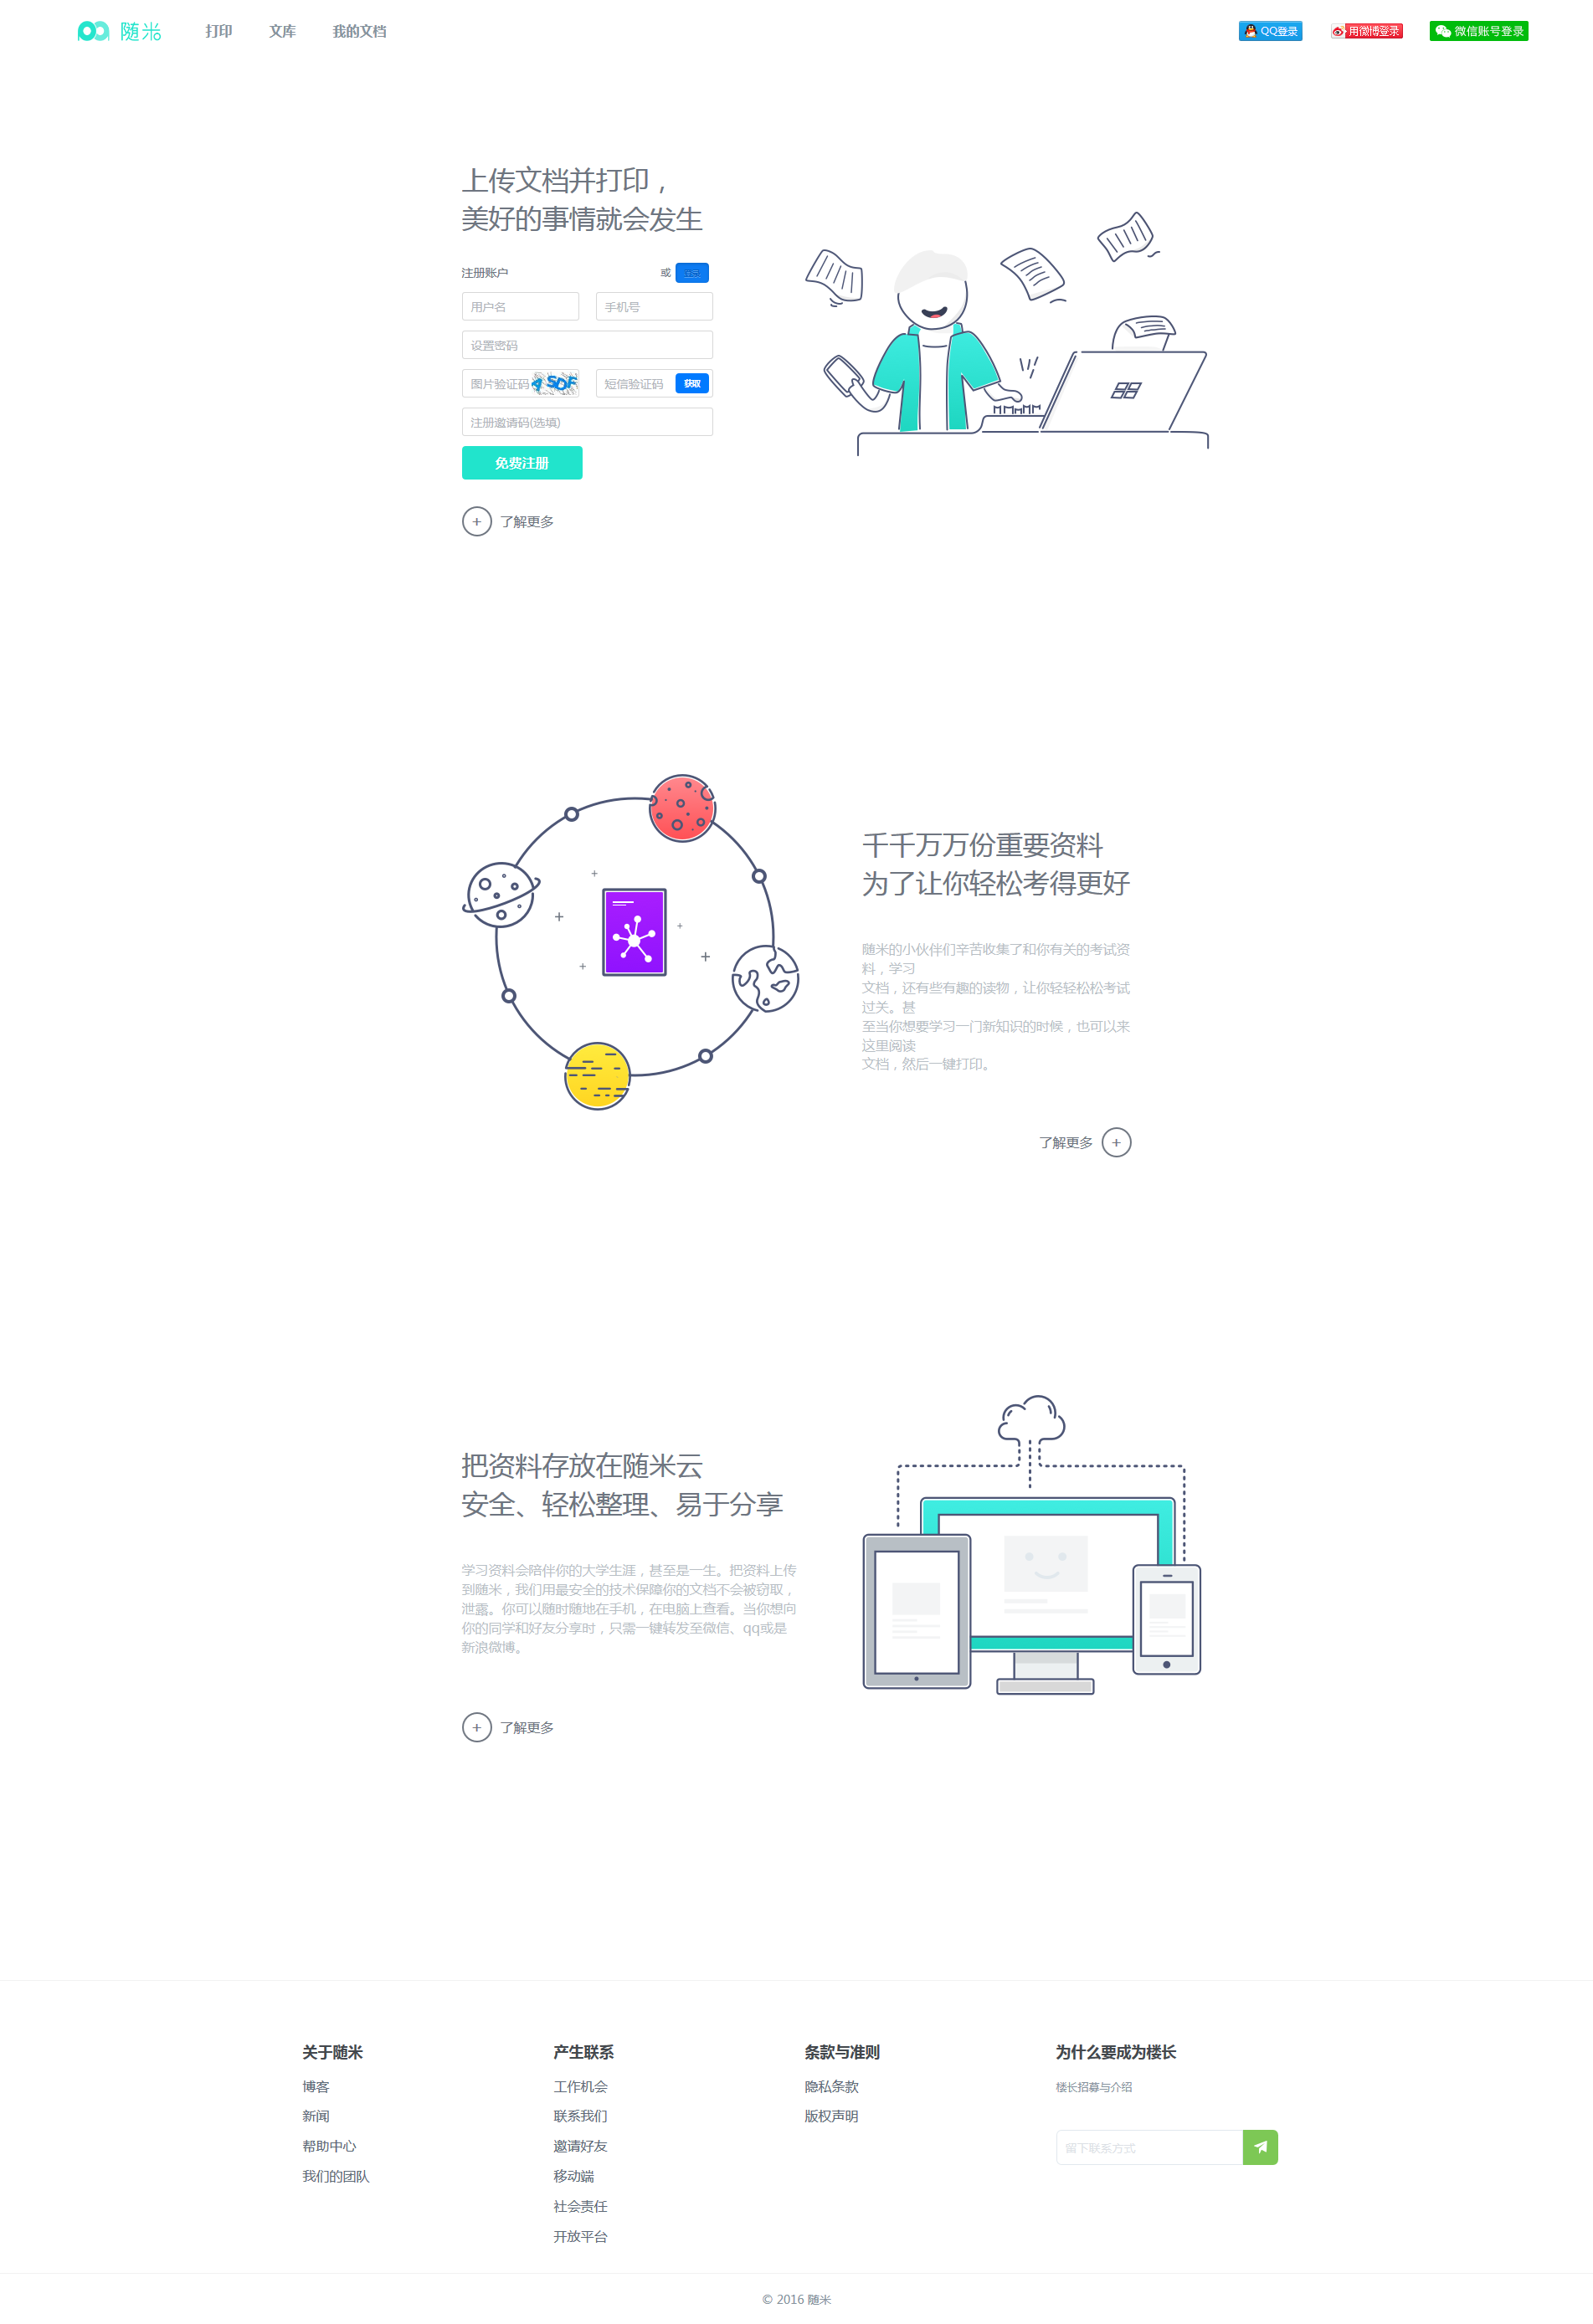 随米
打印
文库
我的文档
QQ登录
用微博登录
微信账号登录
上传文档并打印，
美好的事情就会发生
注册账户
或
用户名
手机号
设置密码
图片验证码
短信验证码
获取
注册邀请码(选填)
免费注册
+ 了解更多
千千万万份重要资料
为了让你轻松考得更好
随米的小伙伴们辛苦收集了和你有关的考试资
料，学习
文档，还有些有趣的读物，让你轻轻松松考试
过关。甚
至当你想要学习一门新知识的时候，也可以来
这里阅读
文档，然后一键打印。
了解更多 +
把资料存放在随米云
安全、轻松整理、易于分享
学习资料会陪伴你的大学生涯，甚至是一生。把资料上传
到随米，我们用最安全的技术保障你的文档不会被窃取，
泄露。你可以随时随地在手机，在电脑上查看。当你想向
你的同学和好友分享时，只需一键转发至微信、qq或是
新浪微博。
+ 了解更多
关于随米
博客
新闻
帮助中心
我们的团队
产生联系
工作机会
联系我们
邀请好友
移动端
社会责任
开放平台
条款与准则
隐私条款
版权声明
为什么要成为楼长
楼长招募与介绍
留下联系方式
© 2016 随米